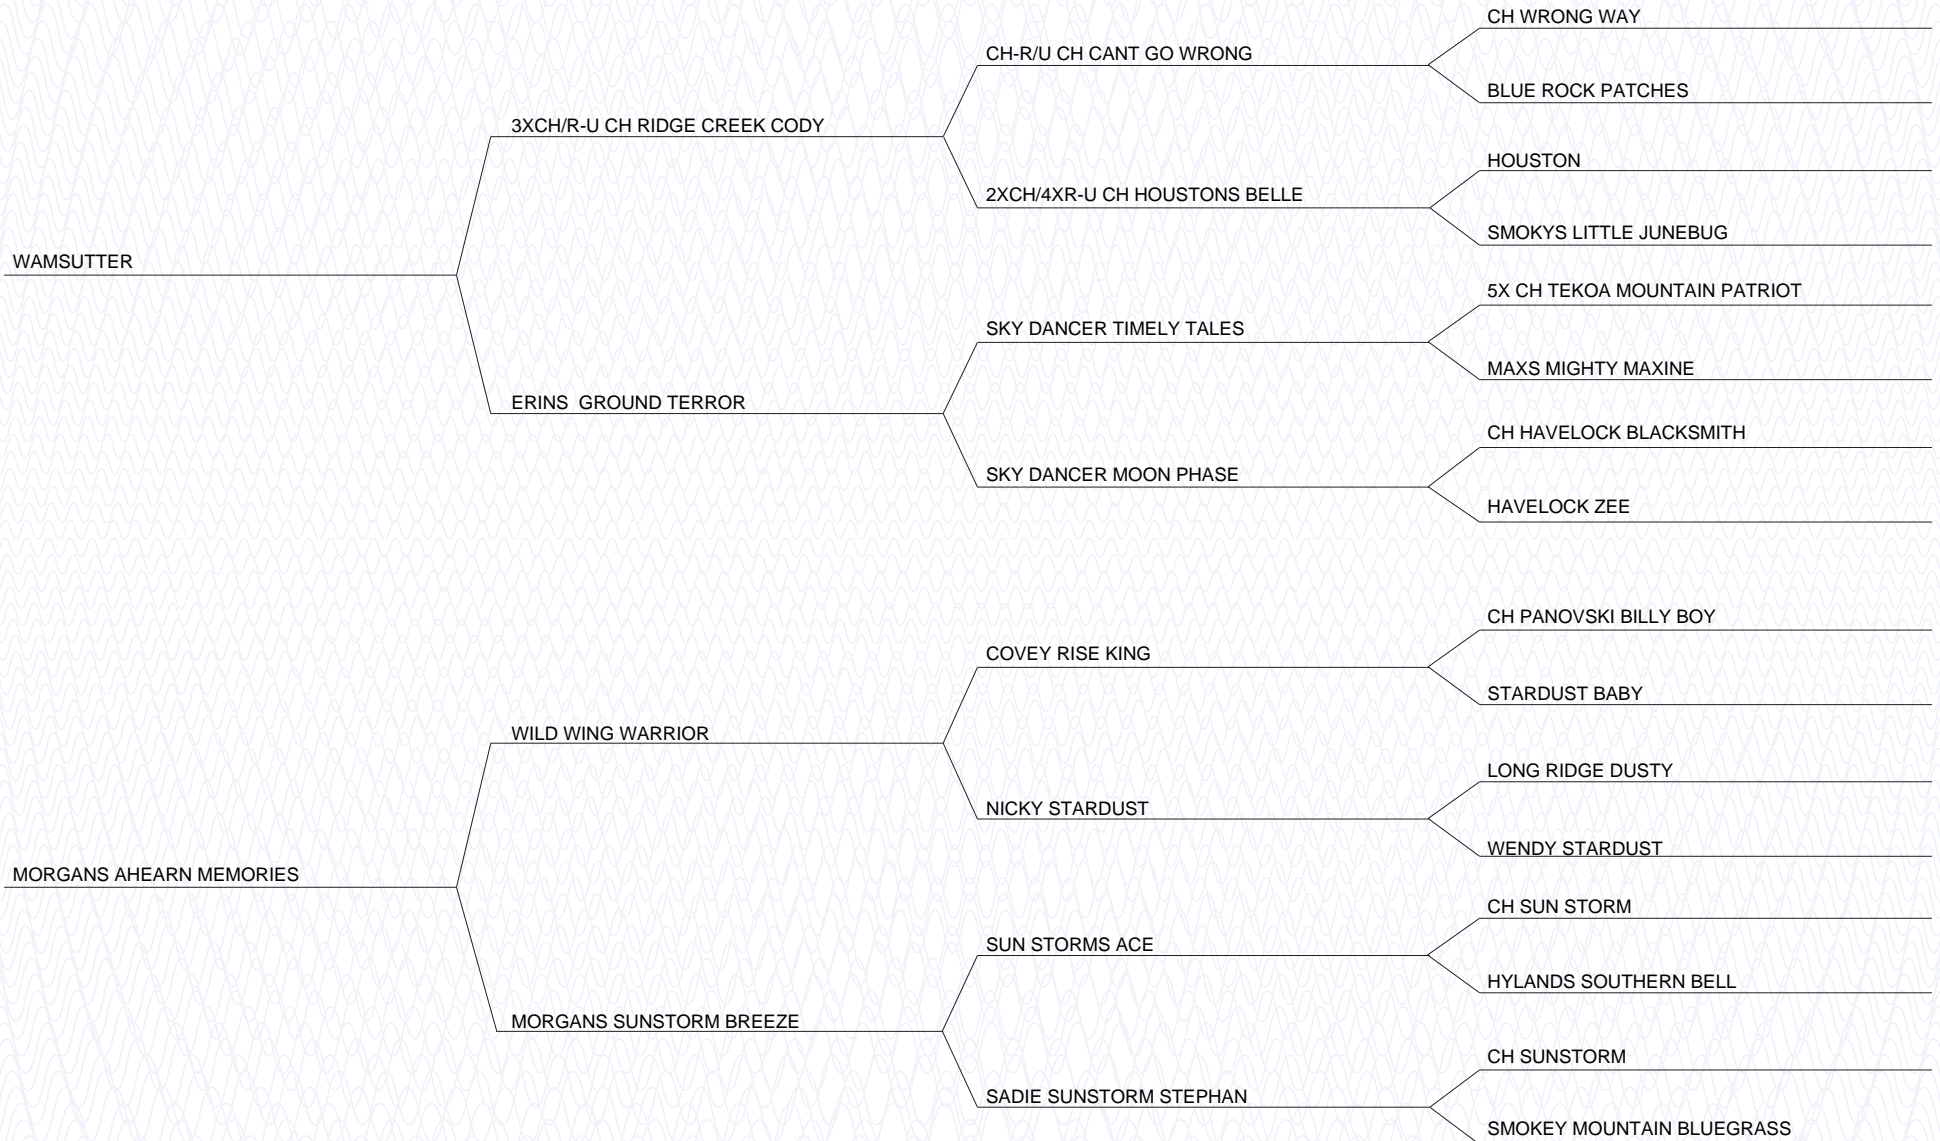 CH WRONG WAY
CH-R/U CH CANT GO WRONG
BLUE ROCK PATCHES
3XCH/R-U CH RIDGE CREEK CODY
HOUSTON
2XCH/4XR-U CH HOUSTONS BELLE
SMOKYS LITTLE JUNEBUG
WAMSUTTER
5X CH TEKOA MOUNTAIN PATRIOT
SKY DANCER TIMELY TALES
MAXS MIGHTY MAXINE
ERINS  GROUND TERROR
CH HAVELOCK BLACKSMITH
SKY DANCER MOON PHASE
HAVELOCK ZEE
CH PANOVSKI BILLY BOY
COVEY RISE KING
STARDUST BABY
WILD WING WARRIOR
LONG RIDGE DUSTY
NICKY STARDUST
WENDY STARDUST
MORGANS AHEARN MEMORIES
CH SUN STORM
SUN STORMS ACE
HYLANDS SOUTHERN BELL
MORGANS SUNSTORM BREEZE
CH SUNSTORM
SADIE SUNSTORM STEPHAN
SMOKEY MOUNTAIN BLUEGRASS